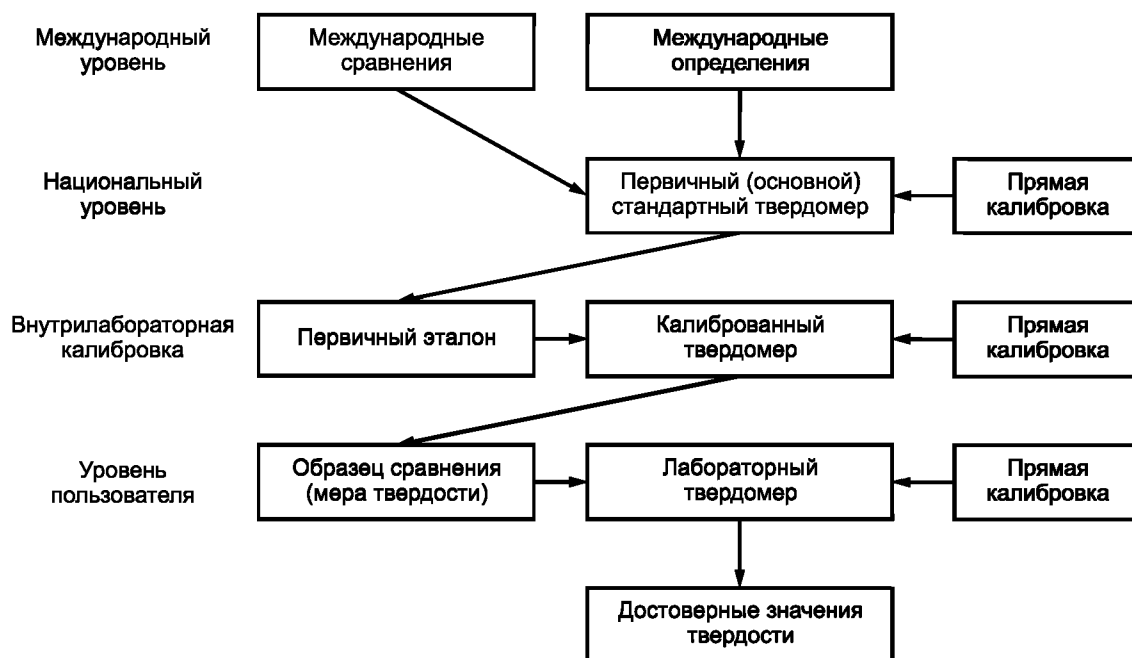 Международный
уровень
Международные
сравнения
Международные
определения
Национальный
уровень
Первичный (основной)
стандартный твердомер
Прямая
калибровка
Внутрилабораторная
калибровка
Первичный эталон
Калиброванный
твердомер
Прямая
калибровка
Уровень
пользователя
Образец сравнения
(мера твердости)
Лабораторный
твердомер
Прямая
калибровка
Достоверные значения
твердости